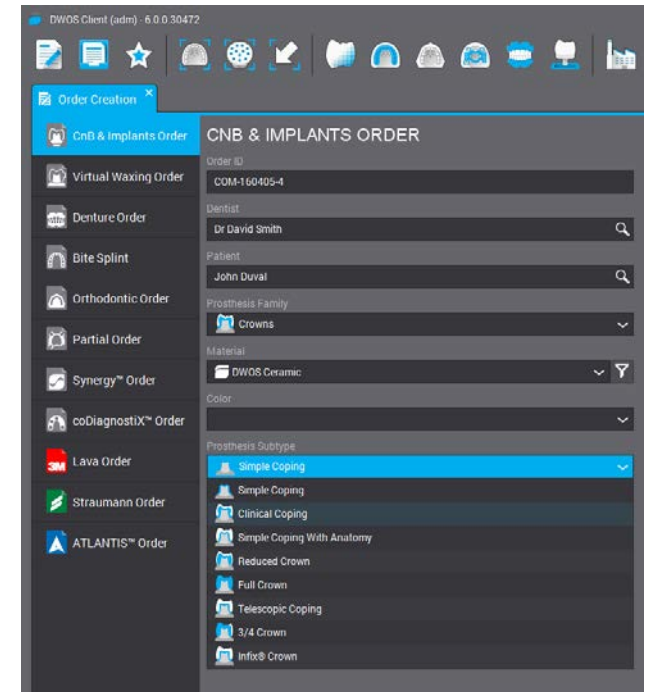 DWOS Client (adm) - 6.0.0.30472
Order Creation
CnB & Implants Order
Virtual Waxing Order
Denture Order
Bite Splint
Orthodontic Order
Partial Order
Synergy™ Order
coDiagnostiX™ Order
3M
Lava Order
Straumann Order
ATLANTIS™ Order
CNB & IMPLANTS ORDER
Order ID
COM-160405-4
Dentist
Dr David Smith
Patient
John Duval
Prosthesis Family
Crowns
Material
DWOS Ceramic
Color
Prosthesis Subtype
Simple Coping
Simple Coping
Clinical Coping
Simple Coping With Anatomy
Reduced Crown
Full Crown
Telescopic Coping
3/4 Crown
Infix® Crown